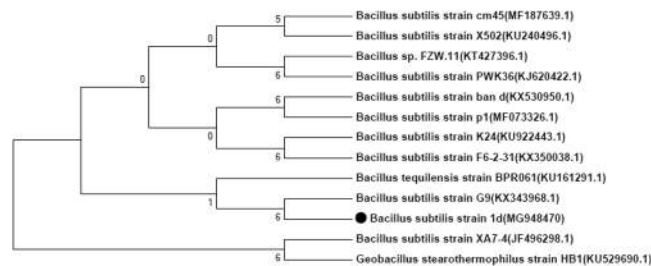 Bacillus subtilis strain cm45(MF187639.1)
5
Bacillus subtilis strain X502(KU240496.1)
0
Bacillus sp. FZW.11(KT427396.1)
6
Bacillus subtilis strain PWK36(KJ620422.1)
0
Bacillus subtilis strain ban d(KX530950.1)
6
Bacillus subtilis strain p1(MF073326.1)
0
Bacillus subtilis strain K24(KU922443.1)
6
Bacillus subtilis strain F6-2-31(KX350038.1)
Bacillus tequilensis strain BPR061(KU161291.1)
1
Bacillus subtilis strain G9(KX343968.1)
6
Bacillus subtilis strain 1d(MG948470)
Bacillus subtilis strain XA7-4(JF496298.1)
6
Geobacillus stearothermophilus strain HB1(KU529690.1)